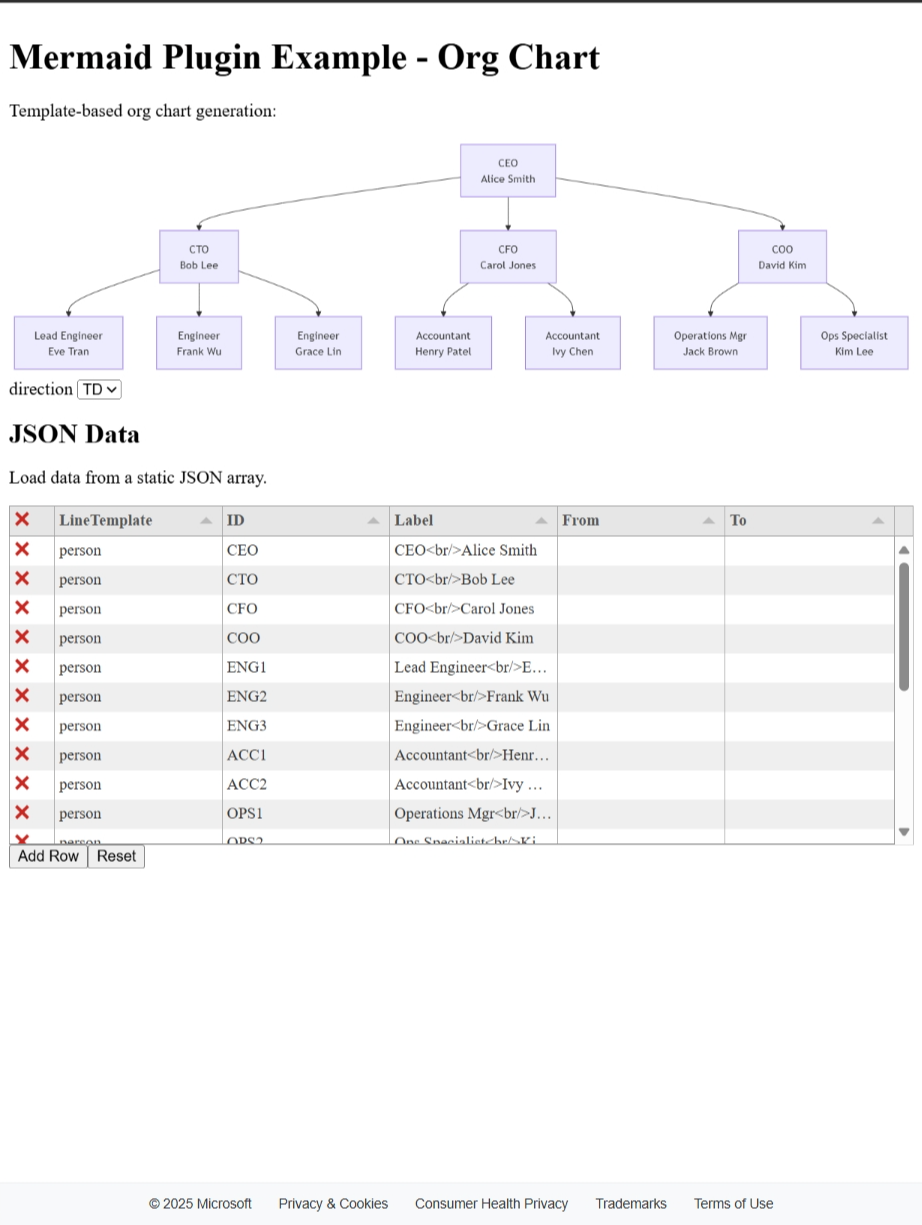 Mermaid Plugin Example - Org Chart
Template-based org chart generation:
CEO
Alice Smith
CTO
Bob Lee
CFO
Carol Jones
COO
David Kim
Lead Engineer
Eve Tran
Engineer
Frank Wu
Engineer
Grace Lin
Accountant
Henry Patel
Accountant
Ivy Chen
Operations Mgr
Jack Brown
Ops Specialist
Kim Lee
direction TD
JSON Data
Load data from a static JSON array.
LineTemplate ID Label From To
person CEO CEO<br/>Alice Smith
person CTO CTO<br/>Bob Lee
person CFO CFO<br/>Carol Jones
person COO COO<br/>David Kim
person ENG1 Lead Engineer<br/>E...
person ENG2 Engineer<br/>Frank Wu
person ENG3 Engineer<br/>Grace Lin
person ACC1 Accountant<br/>Henr...
person ACC2 Accountant<br/>Ivy ...
person OPS1 Operations Mgr<br/>J...
person OPS2 Ops Specialist<br/>Ki
Add Row Reset
© 2025 Microsoft Privacy & Cookies Consumer Health Privacy Trademarks Terms of Use